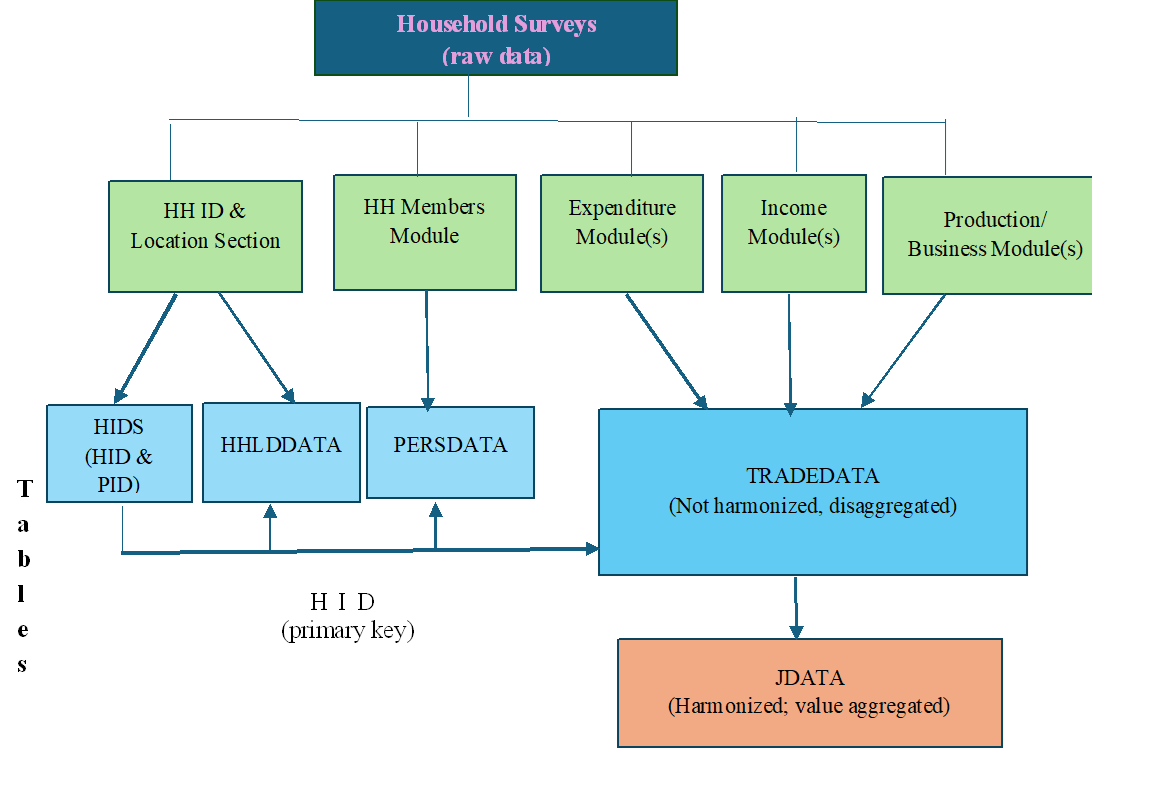 Household Surveys
(raw data)
HH ID &
Location Section
HH Members
Module
Expenditure
Module(s)
Income
Module(s)
Production/
Business Module(s)
HIDS
(HID &
PID)
HHLDDATA
PERSDATA
TRADEDATA
(Not harmonized, disaggregated)
T
a
b
l
e
s
H I D
(primary key)
JDATA
(Harmonized; value aggregated)